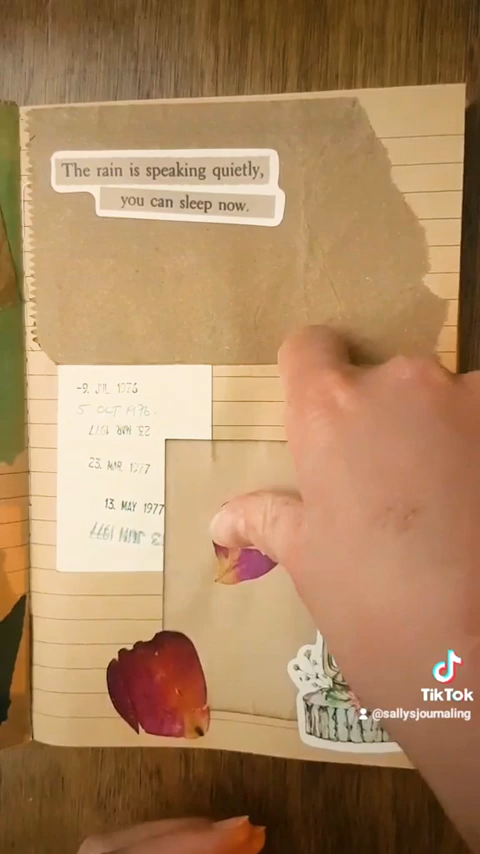 The rain is speaking quietly,
you can sleep now.
-9. JUL 1976
5 OCT 1976.
23 MAR 1977
23. MAR 1977
13. MAY 1977
TikTok
@sallysjournaling